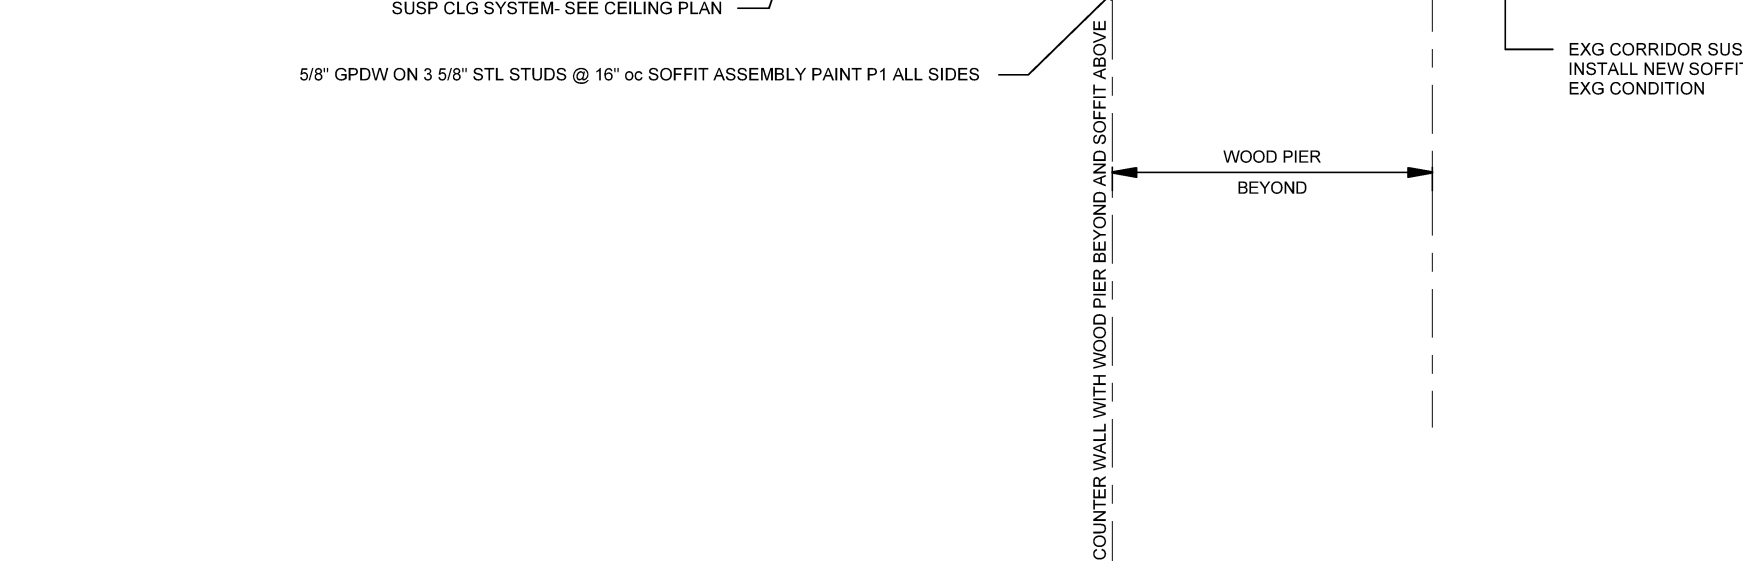 SUSP CLG SYSTEM- SEE CEILING PLAN
5/8" GPDW ON 3 5/8" STL STUDS @ 16" oc SOFFIT ASSEMBLY PAINT P1 ALL SIDES
COUNTER WALL WITH WOOD PIER BEYOND AND SOFFIT ABOVE
WOOD PIER
BEYOND
EXG CORRIDOR SUS
INSTALL NEW SOFFIT
EXG CONDITION